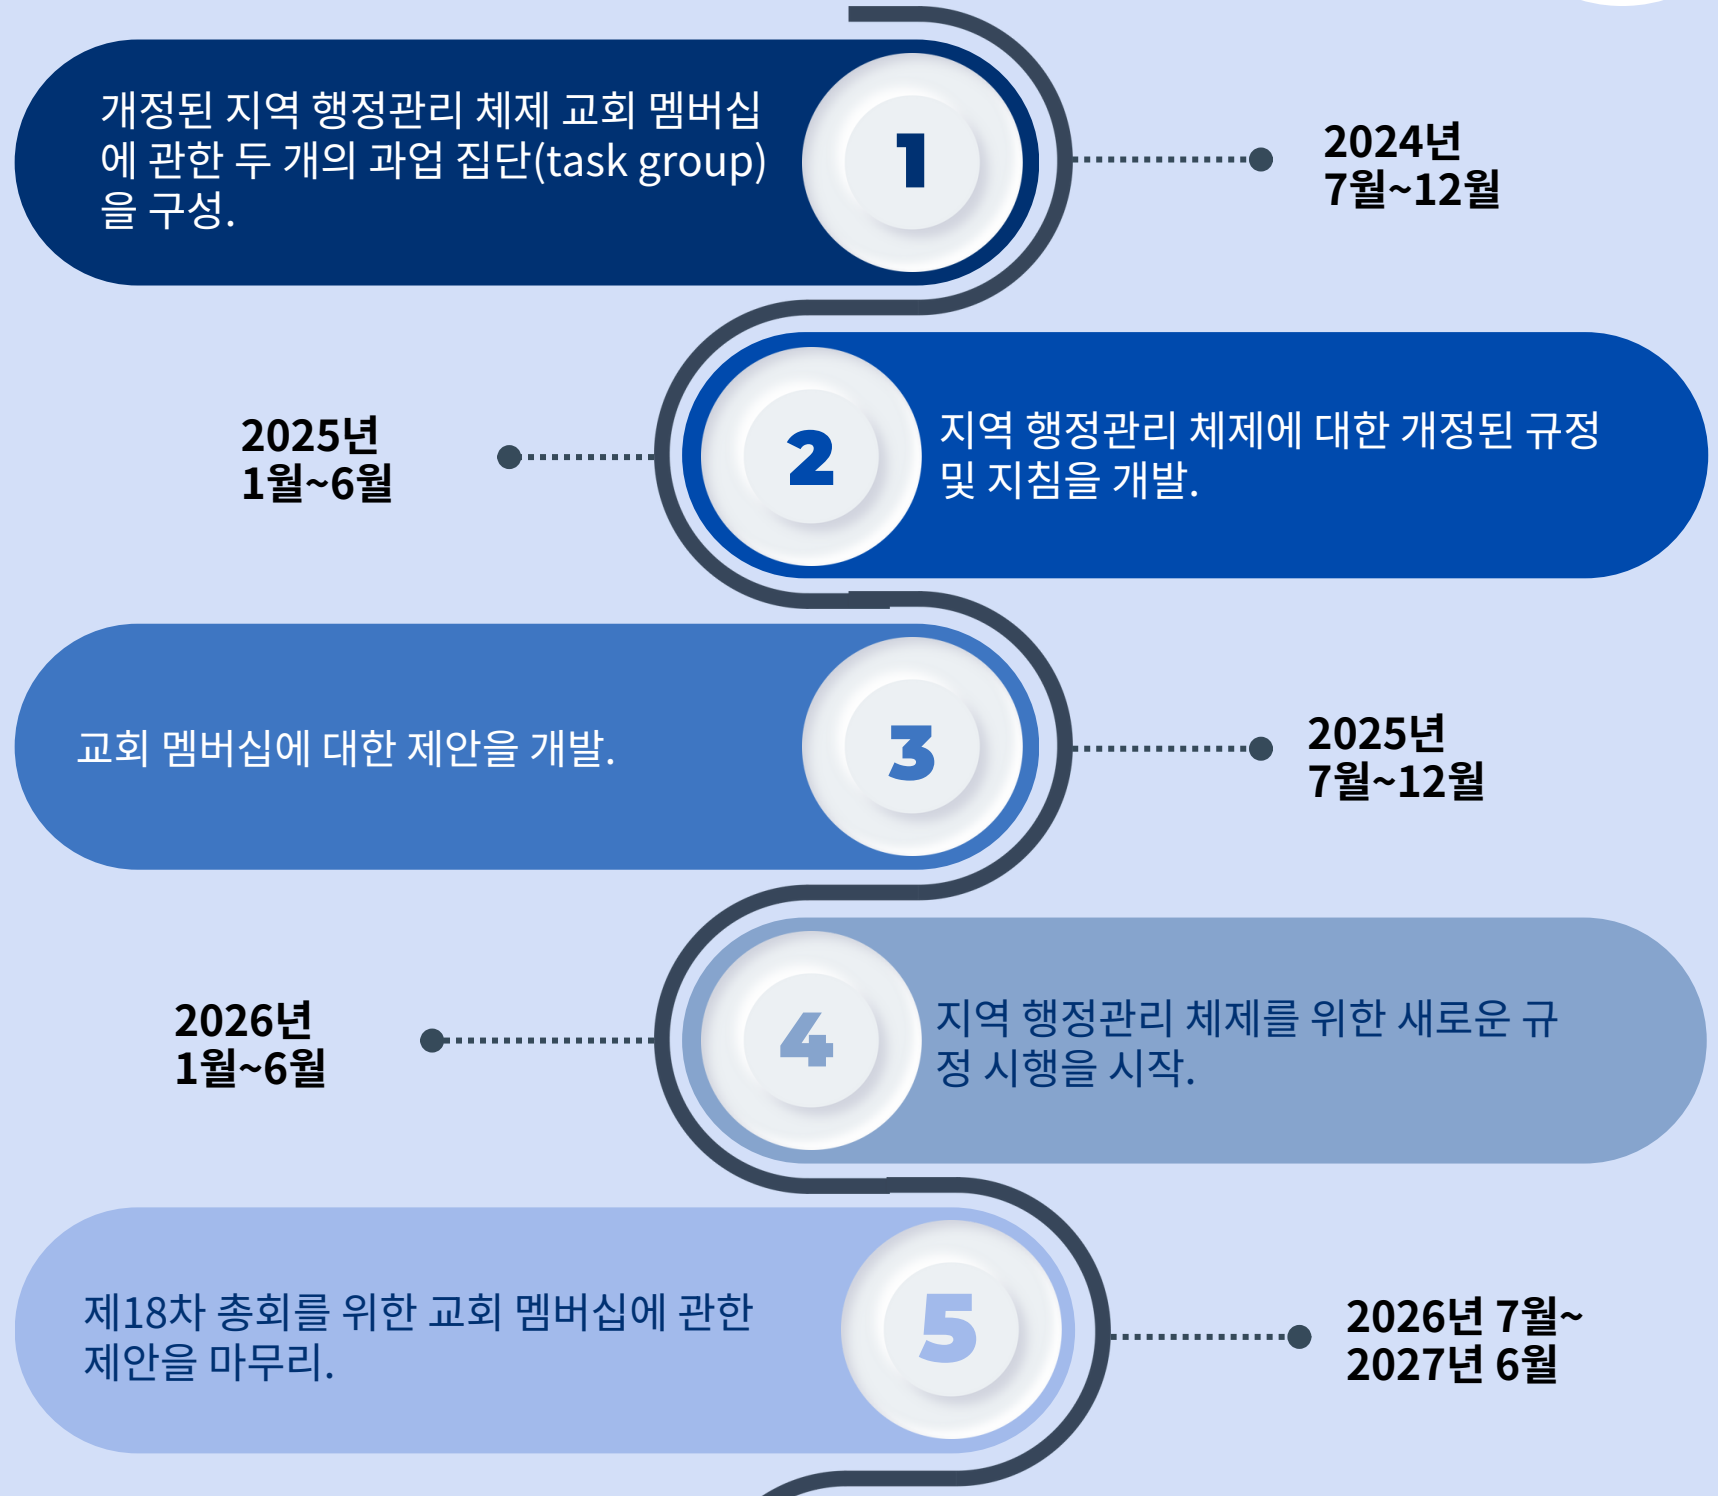 개정된 지역 행정관리 체제 교회 멤버십
에 관한 두 개의 과업 집단(task group)
을 구성.
1
2024년
7월~12월
2025년
1월~6월
2
지역 행정관리 체제에 대한 개정된 규정
및 지침을 개발.
교회 멤버십에 대한 제안을 개발.
3
2025년
7월~12월
2026년
1월~6월
4
지역 행정관리 체제를 위한 새로운 규
정 시행을 시작.
제18차 총회를 위한 교회 멤버십에 관한
제안을 마무리.
5
2026년 7월~
2027년 6월